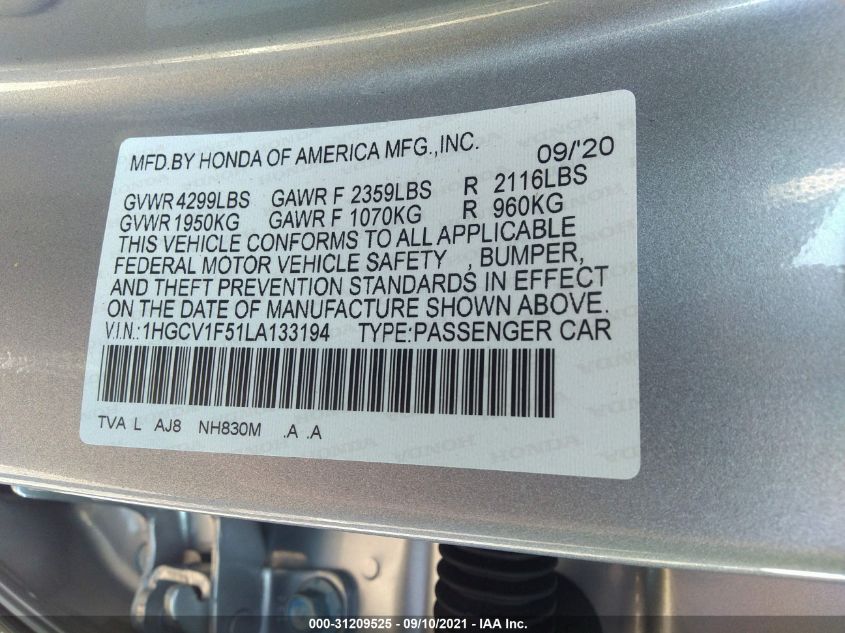 MFD.BY HONDA OF AMERICA MFG.,INC. 09/'20
GVWR 4299LBS GAWR F 2359LBS R 2116LBS
GVWR 1950KG GAWR F 1070KG R 960KG
THIS VEHICLE CONFORMS TO ALL APPLICABLE
FEDERAL MOTOR VEHICLE SAFETY , BUMPER,
AND THEFT PREVENTION STANDARDS IN EFFECT
ON THE DATE OF MANUFACTURE SHOWN ABOVE.
V.I.N.:1HGCV1F51LA133194 TYPE:PASSENGER CAR
TVA L AJ8 NH830M .A .A
HONDA HONDA HONDA
000-31209525 - 09/10/2021 - IAA Inc.